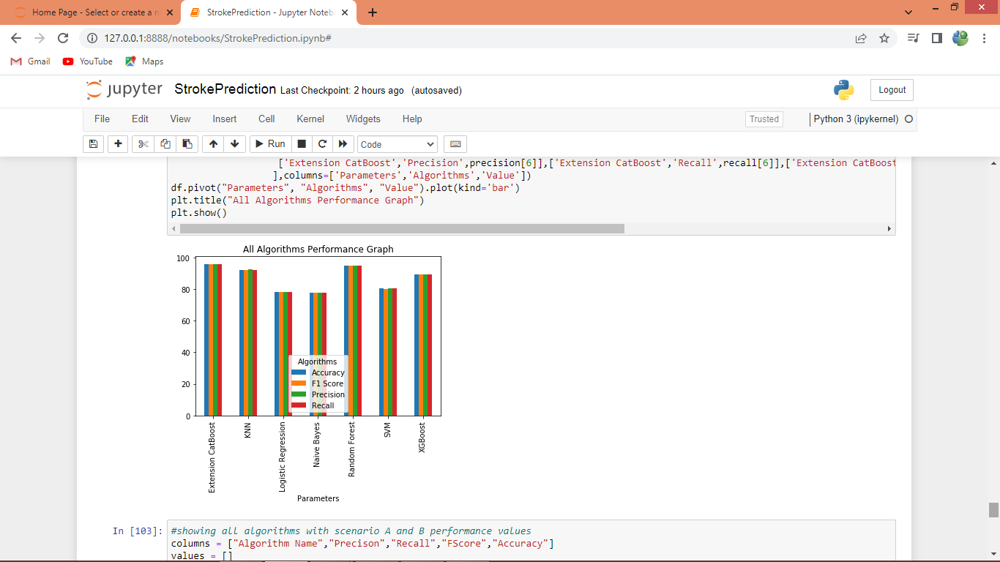 Home Page - Select or create a n
StrokePrediction - Jupyter Noteb
127.0.0.1:8888/notebooks/StrokePrediction.ipynb#
Gmail
YouTube
Maps
jupyter
StrokePrediction Last Checkpoint: 2 hours ago (autosaved)
Logout
File Edit View Insert Cell Kernel Widgets Help
Trusted
Python 3 (ipykernel)
Run
Code
['Extension CatBoost','Precision',precision[6]],['Extension CatBoost','Recall',recall[6]],['Extension CatBoost
],columns=['Parameters','Algorithms','Value'])
df.pivot("Parameters", "Algorithms", "Value").plot(kind='bar')
plt.title("All Algorithms Performance Graph")
plt.show()
All Algorithms Performance Graph
100
80
60
40
20
0
Algorithms
Accuracy
F1 Score
Precision
Recall
Extension CatBoost
KNN
Logistic Regression
Naive Bayes
Random Forest
SVM
XGBoost
Parameters
In [103]:
#showing all algorithms with scenario A and B performance values
columns = ["Algorithm Name","Precison","Recall","FScore","Accuracy"]
values = []